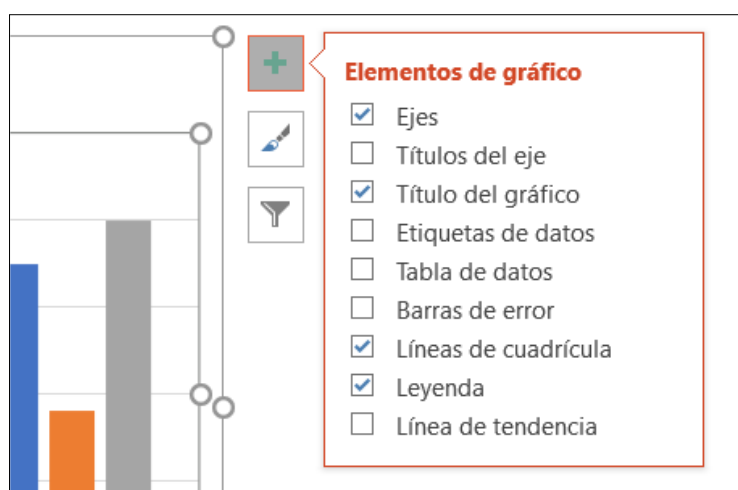 Elementos de gráfico
Ejes
Títulos del eje
Título del gráfico
Etiquetas de datos
Tabla de datos
Barras de error
Líneas de cuadrícula
Leyenda
Línea de tendencia